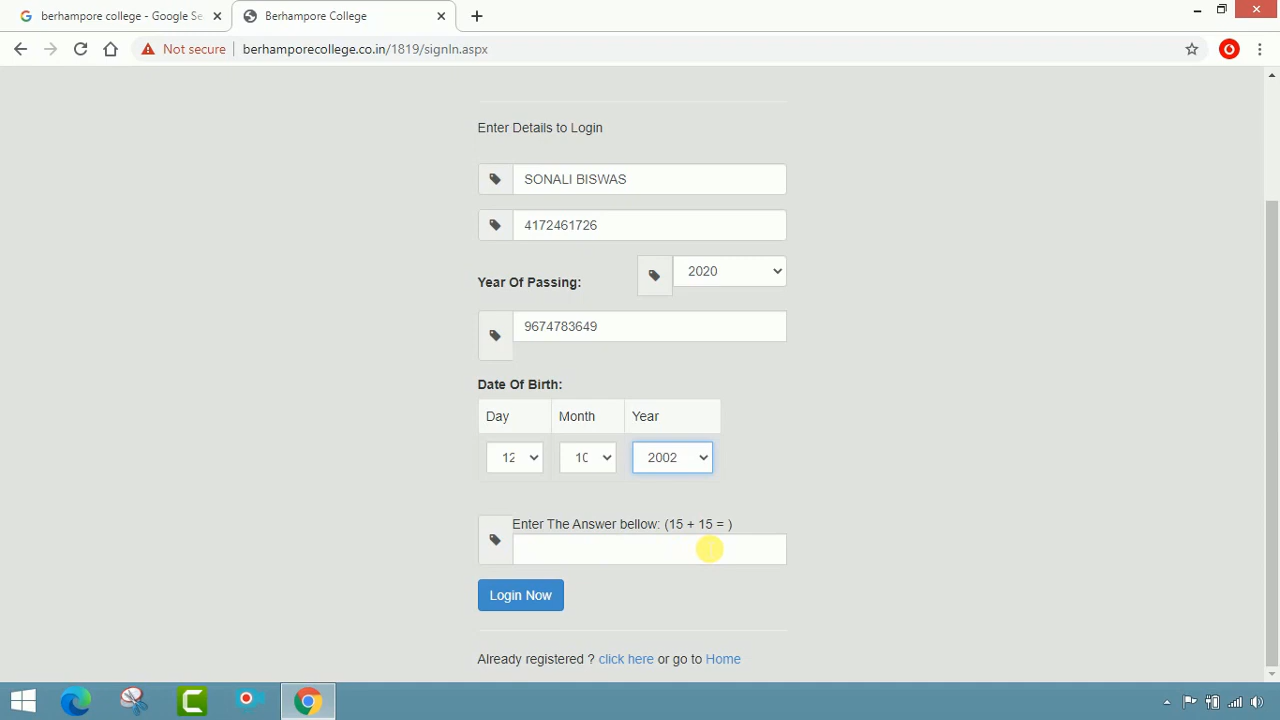 berhampore college - Google Se
Berhampore College
Not secure berhamporecollege.co.in/1819/signIn.aspx
Enter Details to Login
SONALI BISWAS
4172461726
Year Of Passing: 2020
9674783649
Date Of Birth:
Day Month Year
12 10 2002
Enter The Answer bellow: (15 + 15 = )
Login Now
Already registered ? click here or go to Home